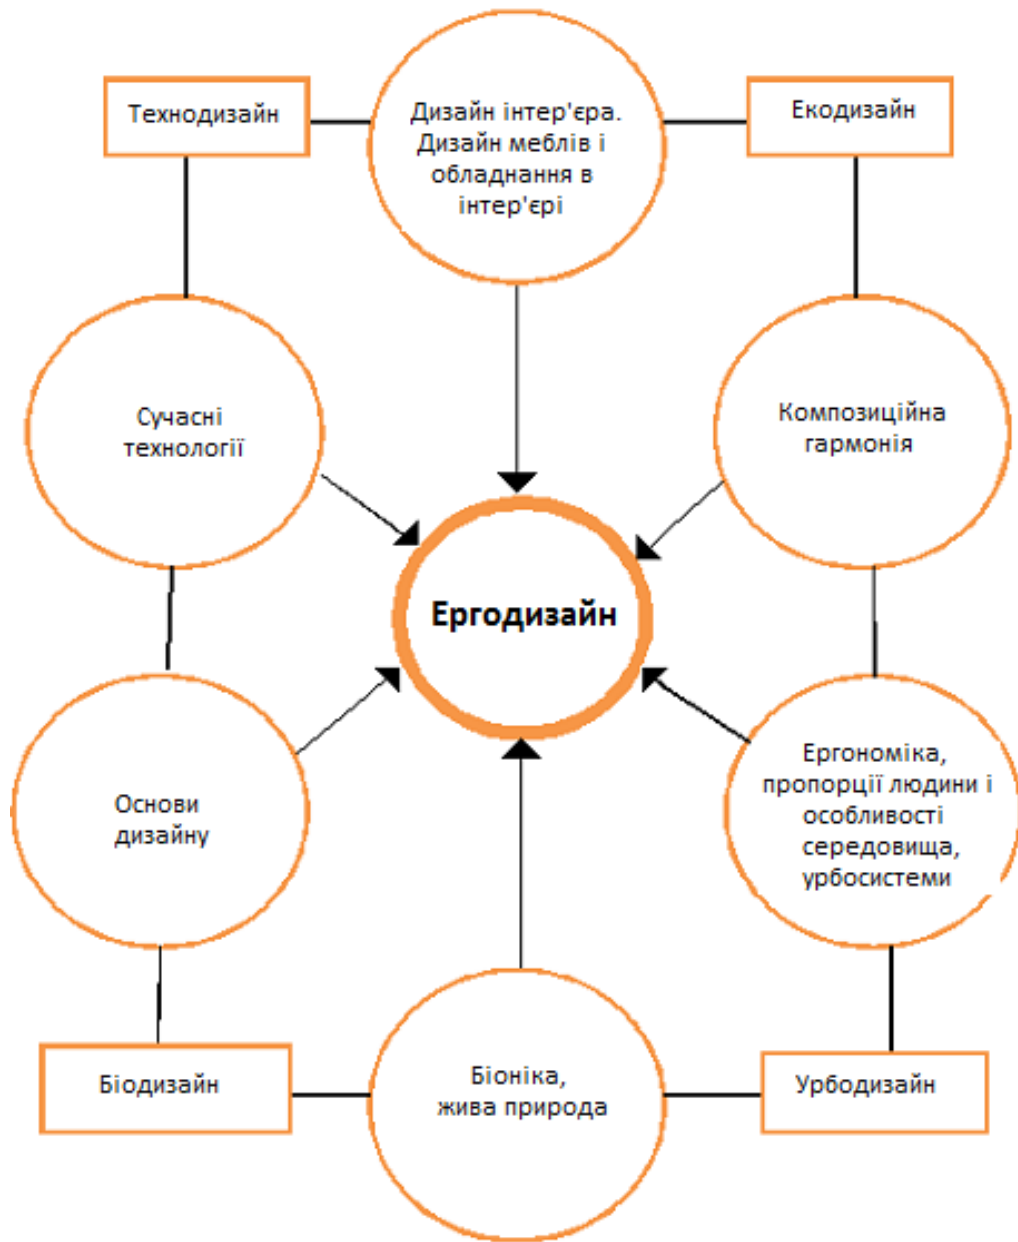 Технодизайн
Дизайн інтер'єра.
Дизайн меблів і
обладнання в
інтер'єрі
Екодизайн
Сучасні
технології
Композиційна
гармонія
Ергодизайн
Основи
дизайну
Ергономіка,
пропорції людини і
особливості
середовища,
урбосистеми
Біодизайн
Біоніка,
жива природа
Урбодизайн